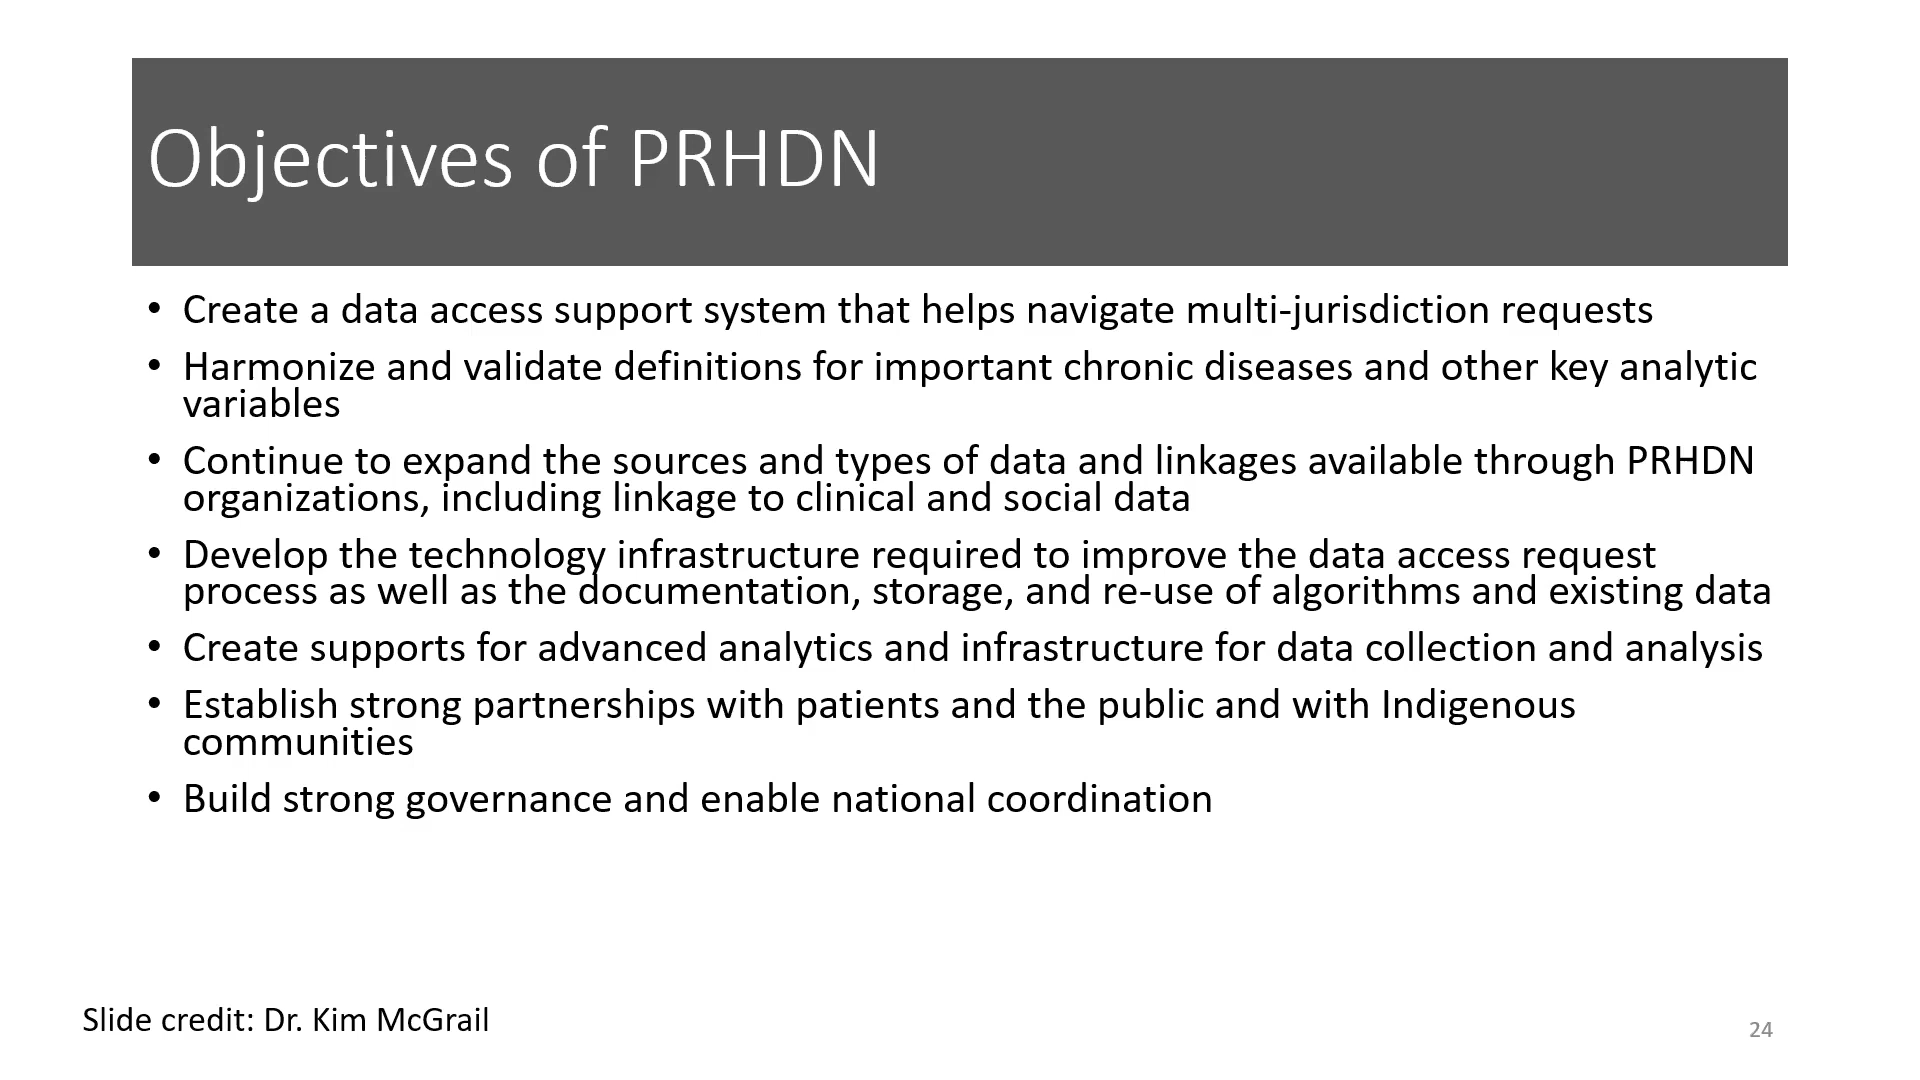 Objectives of PRHDN
• Create a data access support system that helps navigate multi-jurisdiction requests
• Harmonize and validate definitions for important chronic diseases and other key analytic
variables
• Continue to expand the sources and types of data and linkages available through PRHDN
organizations, including linkage to clinical and social data
• Develop the technology infrastructure required to improve the data access request
process as well as the documentation, storage, and re-use of algorithms and existing data
• Create supports for advanced analytics and infrastructure for data collection and analysis
• Establish strong partnerships with patients and the public and with Indigenous
communities
• Build strong governance and enable national coordination
Slide credit: Dr. Kim McGrail
24